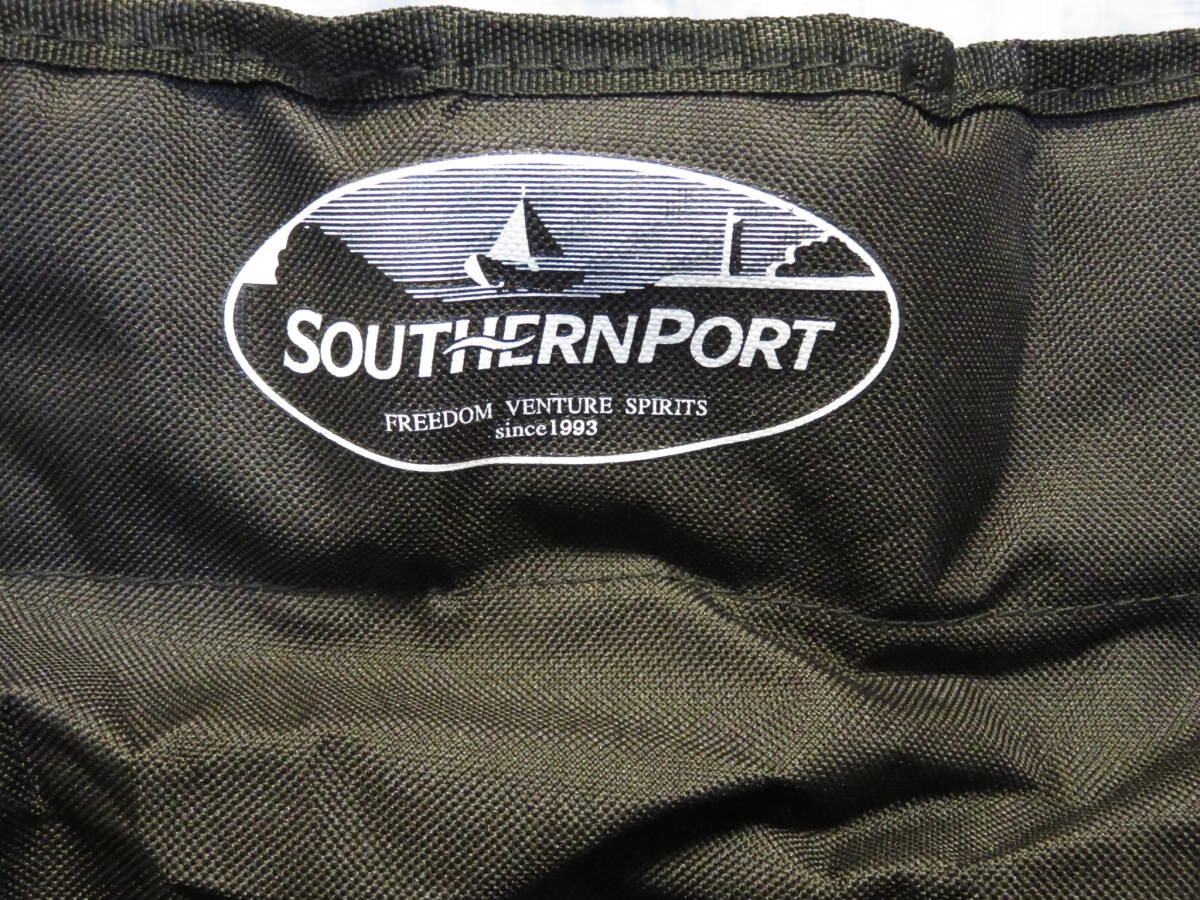 SOUTHERNPORT
FREEDOM VENTURE SPIRITS
since1993